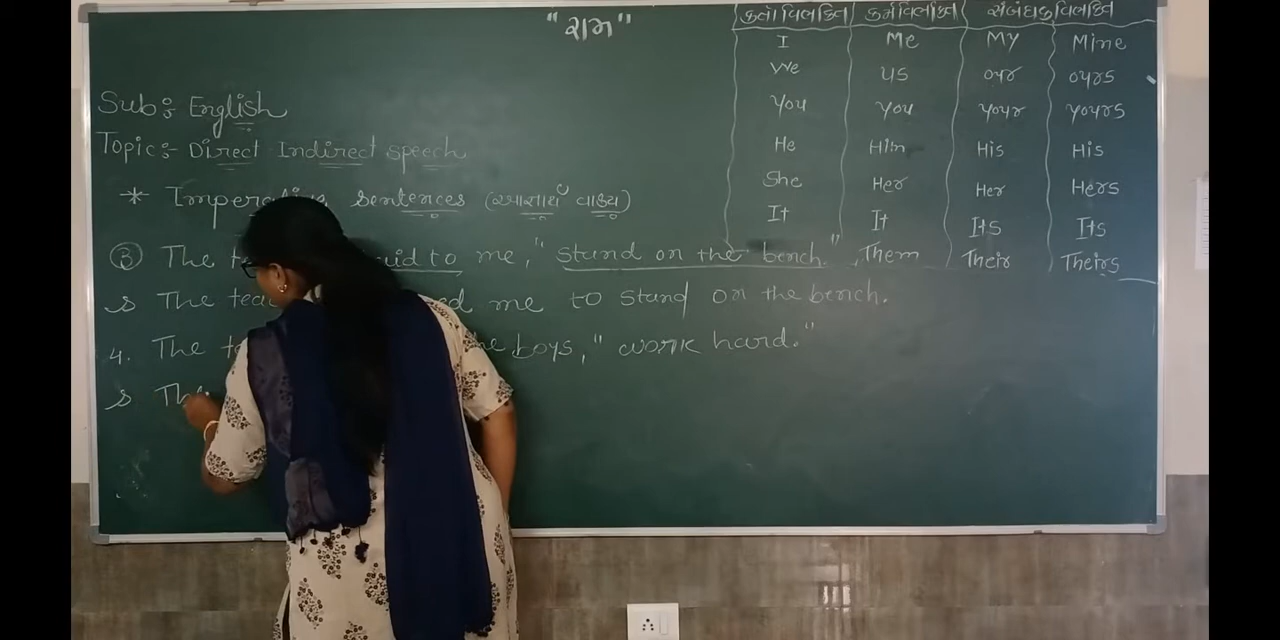 "રામ"
Sub: English
Topic:- Direct Indirect speech
* Imperative sentences (આજ્ઞાર્થ વાક્ય)
③ The said to me, "Stand on the bench."
S The me to stand on the bench.
4. The boys, "work hard."
S The
કર્તા વિભક્તિ કર્મ વિભક્તિ સંબંધક વિભક્તિ
I Me My Mine
We us our ours
You You Your Yours
He Him His His
She Her Her Hers
It It Its Its
Them Their Theirs